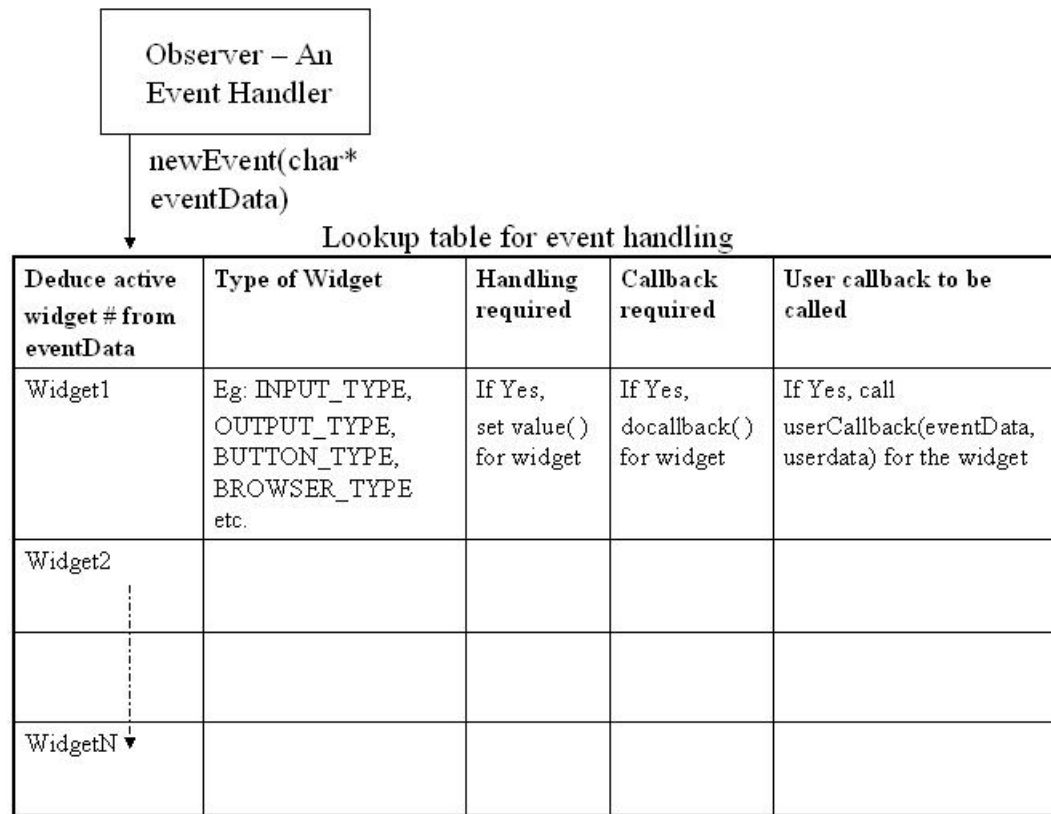 Observer – An
Event Handler
newEvent(char*
eventData)
Lookup table for event handling
Deduce active
widget # from
eventData
Type of Widget
Handling
required
Callback
required
User callback to be
called
Widget1
Eg: INPUT_TYPE,
OUTPUT_TYPE,
BUTTON_TYPE,
BROWSER_TYPE
etc.
If Yes,
set value( )
for widget
If Yes,
docallback( )
for widget
If Yes, call
userCallback(eventData,
userdata) for the widget
Widget2
WidgetN